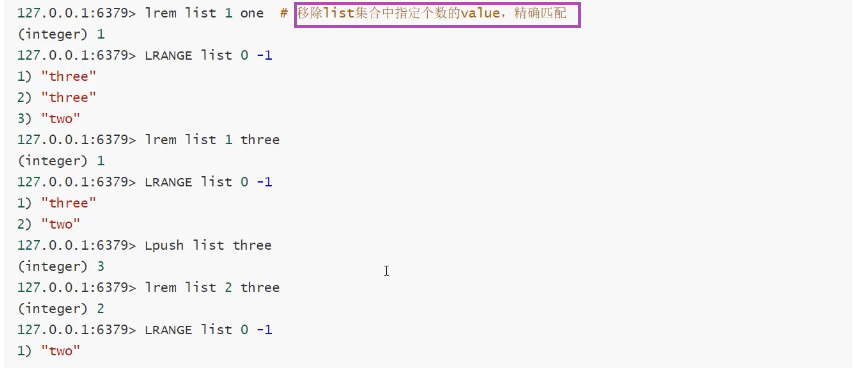 127.0.0.1:6379> lrem list 1 one  # 移除list集合中指定个数的value，精确匹配
(integer) 1
127.0.0.1:6379> LRANGE list 0 -1
1) "three"
2) "three"
3) "two"
127.0.0.1:6379> lrem list 1 three
(integer) 1
127.0.0.1:6379> LRANGE list 0 -1
1) "three"
2) "two"
127.0.0.1:6379> Lpush list three
(integer) 3
127.0.0.1:6379> lrem list 2 three
(integer) 2
127.0.0.1:6379> LRANGE list 0 -1
1) "two"